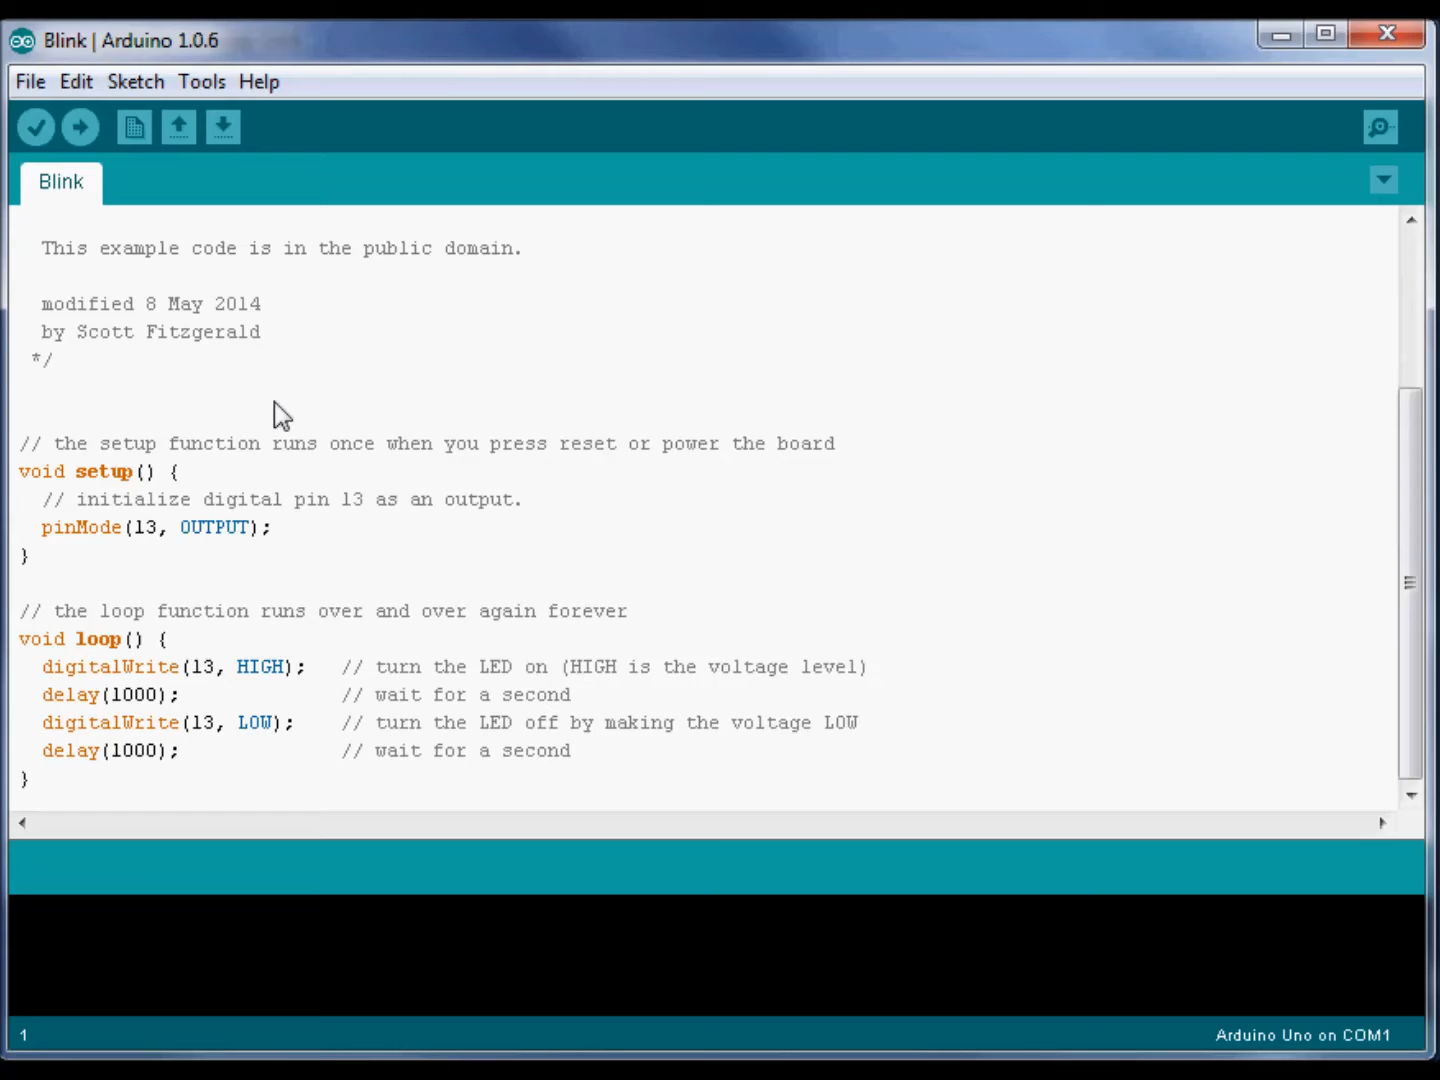 Blink | Arduino 1.0.6
File Edit Sketch Tools Help
Blink
This example code is in the public domain.
modified 8 May 2014
by Scott Fitzgerald
*/
// the setup function runs once when you press reset or power the board
void setup() {
// initialize digital pin 13 as an output.
pinMode(13, OUTPUT);
}
// the loop function runs over and over again forever
void loop() {
digitalWrite(13, HIGH);   // turn the LED on (HIGH is the voltage level)
delay(1000);              // wait for a second
digitalWrite(13, LOW);    // turn the LED off by making the voltage LOW
delay(1000);              // wait for a second
}
1
Arduino Uno on COM1